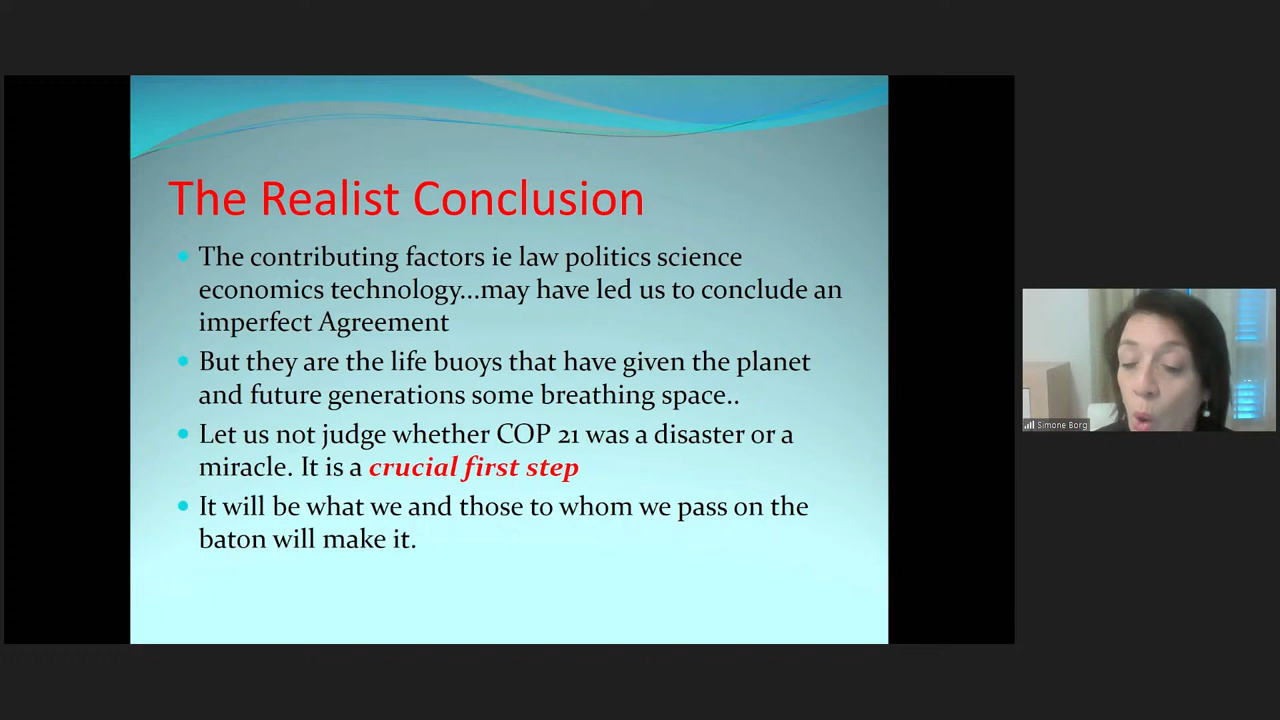 The Realist Conclusion
The contributing factors ie law politics science
economics technology...may have led us to conclude an
imperfect Agreement
But they are the life buoys that have given the planet
and future generations some breathing space..
Let us not judge whether COP 21 was a disaster or a
miracle. It is a crucial first step
It will be what we and those to whom we pass on the
baton will make it.
Simone Borg